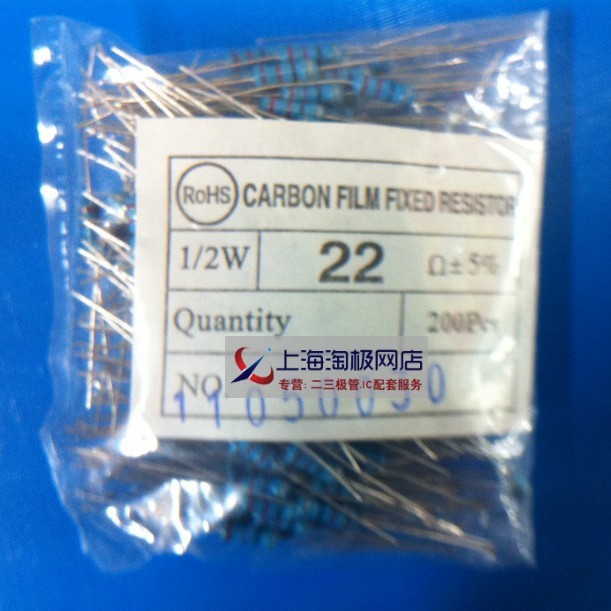 RoHS CARBON FILM FIXED RESISTOR
1/2W 22 Ω±5%
Quantity 200Pcs
上海淘极网店
NO
专营:二三极管.IC配套服务